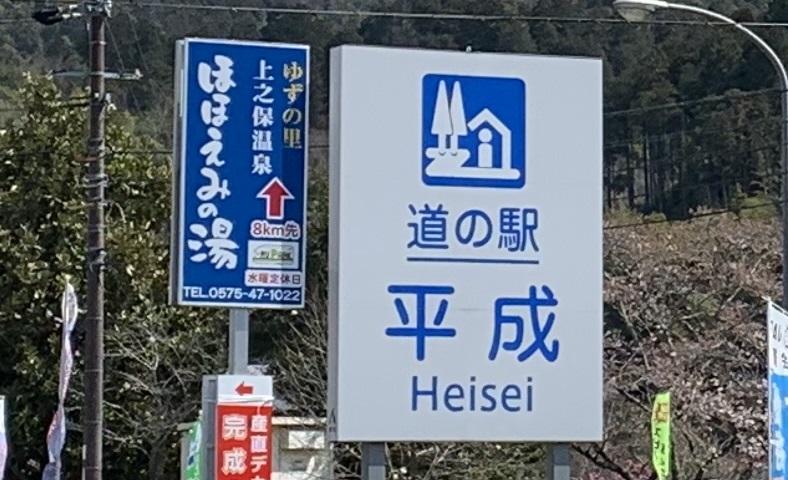 ゆずの里
上之保温泉
ほほえみの湯
8km先
水曜定休日
TEL.0575-47-1022
道の駅
平成
Heisei
産直デ
完成